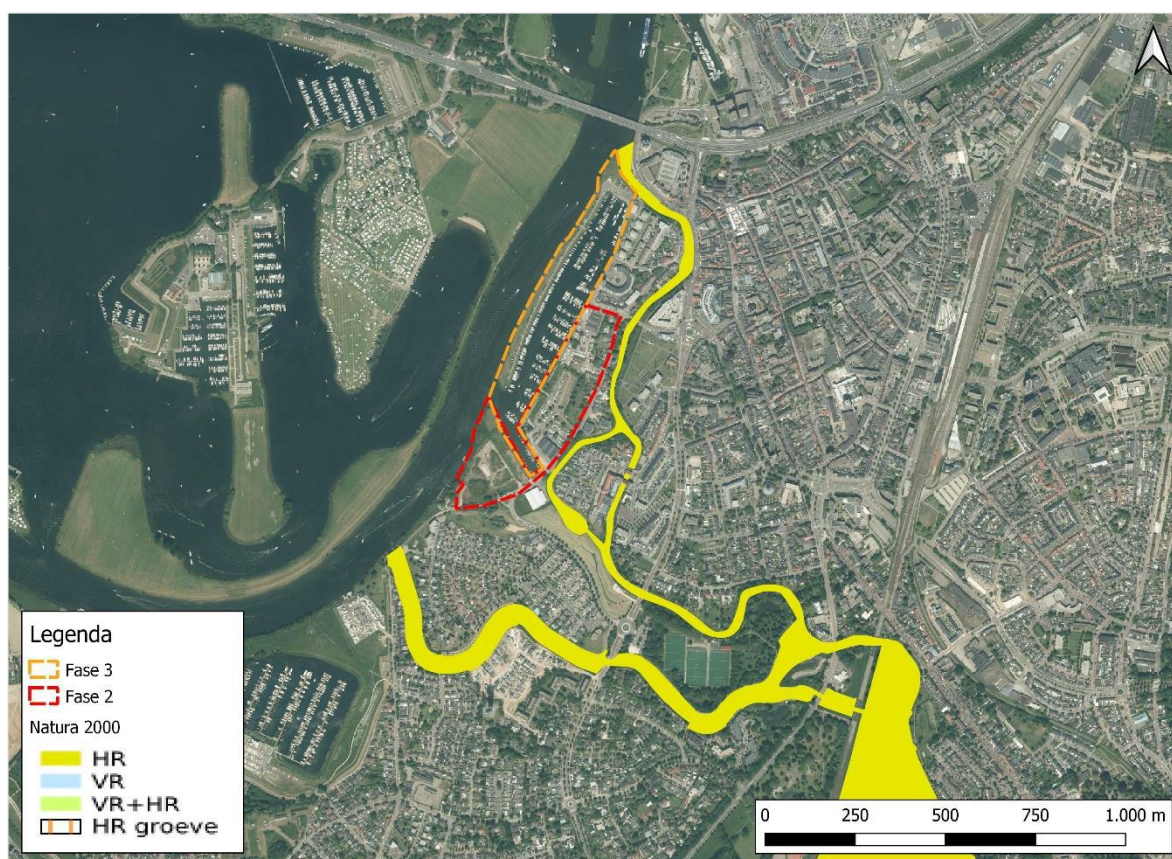 Legenda
Fase 3
Fase 2
Natura 2000
HR
VR
VR+HR
HR groeve
0 250 500 750 1.000 m